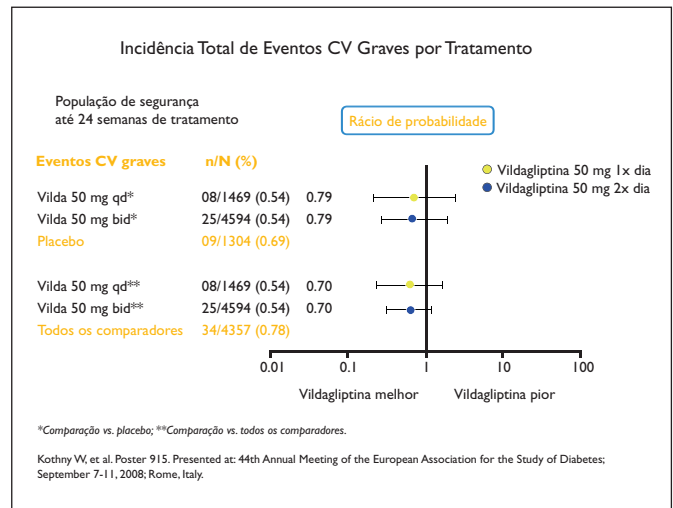 Incidência Total de Eventos CV Graves por Tratamento
População de segurança
até 24 semanas de tratamento
Rácio de probabilidade
Eventos CV graves n/N (%)
Vildagliptina 50 mg 1x dia
Vildagliptina 50 mg 2x dia
Vilda 50 mg qd* 08/1469 (0.54) 0.79
Vilda 50 mg bid* 25/4594 (0.54) 0.79
Placebo 09/1304 (0.69)
Vilda 50 mg qd** 08/1469 (0.54) 0.70
Vilda 50 mg bid** 25/4594 (0.54) 0.70
Todos os comparadores 34/4357 (0.78)
0.01 0.1 1 10 100
Vildagliptina melhor Vildagliptina pior
*Comparação vs. placebo; **Comparação vs. todos os comparadores.
Kothny W, et al. Poster 915. Presented at: 44th Annual Meeting of the European Association for the Study of Diabetes;
September 7-11, 2008; Rome, Italy.